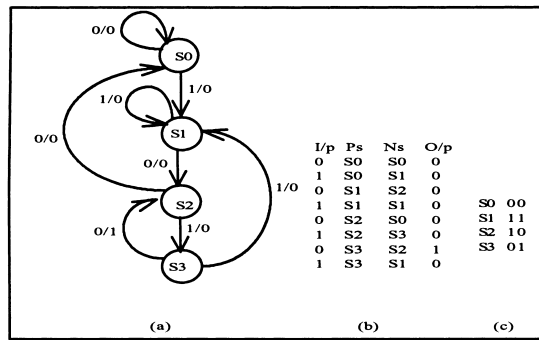 0/0
S0
1/0
1/0
S1
0/0
0/0
S2
1/0
0/1
1/0
S3
(a)
I/p Ps Ns O/p
0 S0 S0 0
1 S0 S1 0
0 S1 S2 0
1 S1 S1 0
0 S2 S0 0
1 S2 S3 0
0 S3 S2 1
1 S3 S1 0
(b)
S0 00
S1 11
S2 10
S3 01
(c)